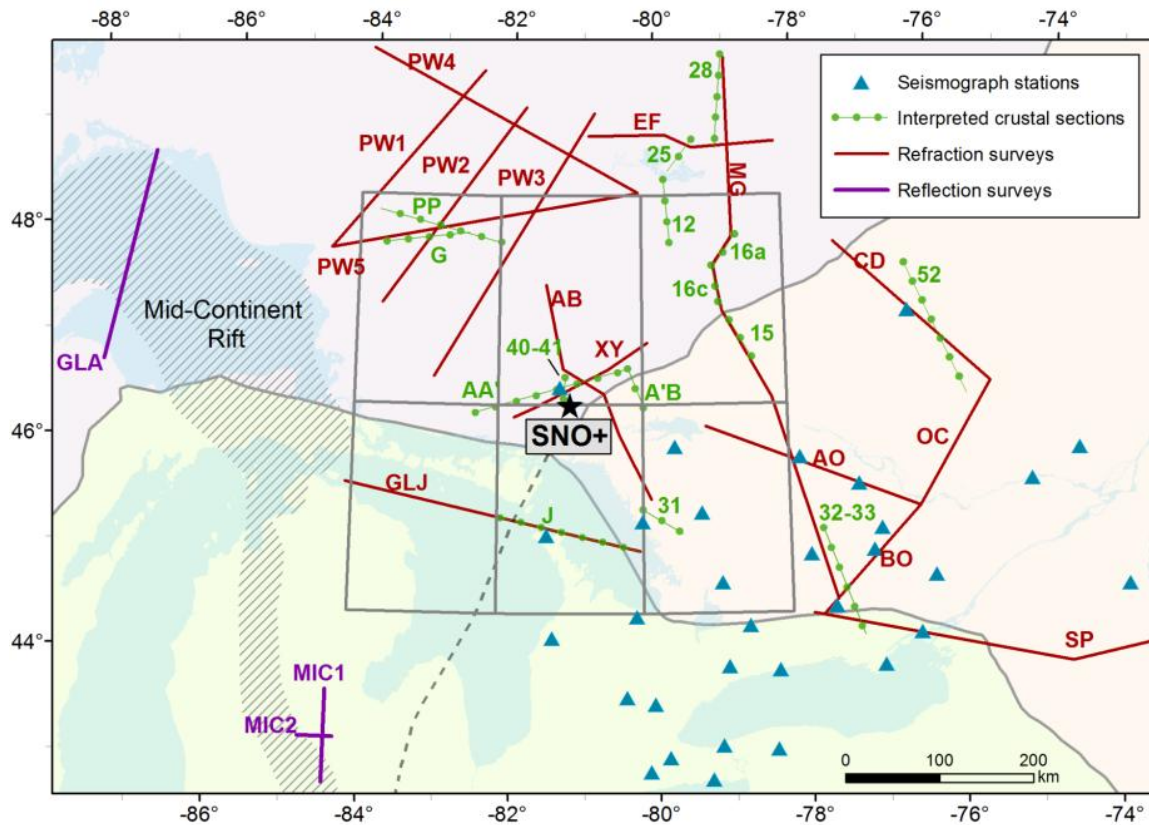 -88° -86° -84° -82° -80° -78° -76° -74°
PW4
28
Seismograph stations
Interpreted crustal sections
Refraction surveys
Reflection surveys
PW1
EF
25
PW2
PW3
MG
48°
48°
PP
12
G
16a
PW5
CD
52
16c
AB
Mid-Continent
Rift
15
40-41
XY
GLA
AA'
A'B
46°
46°
SNO+
OC
AO
GLJ
J
31
32-33
BO
44°
44°
SP
MIC1
MIC2
0 100 200
km
-86° -84° -82° -80° -78° -76° -74°